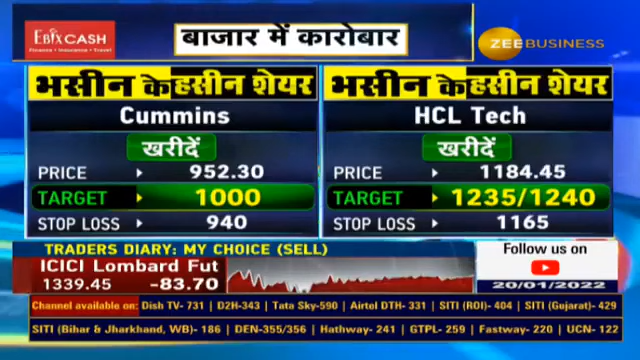 EBIXCASH
Finance • Insurance • Travel
बाजार में कारोबार
ZEE BUSINESS
भसीन के हसीन शेयर
Cummins
खरीदें
PRICE 952.30
TARGET 1000
STOP LOSS 940
भसीन के हसीन शेयर
HCL Tech
खरीदें
PRICE 1184.45
TARGET 1235/1240
STOP LOSS 1165
TRADERS DIARY: MY CHOICE (SELL)
ICICI Lombard Fut
1339.45 -83.70
Follow us on
20/01/2022
Channel available on: Dish TV- 731 | D2H-343 | Tata Sky-590 | Airtel DTH- 331 | SITI (ROI)- 404 | SITI (Gujarat)- 429
SITI (Bihar & Jharkhand, WB)- 186 | DEN-355/356 | Hathway- 241 | GTPL- 259 | Fastway- 220 | UCN- 122